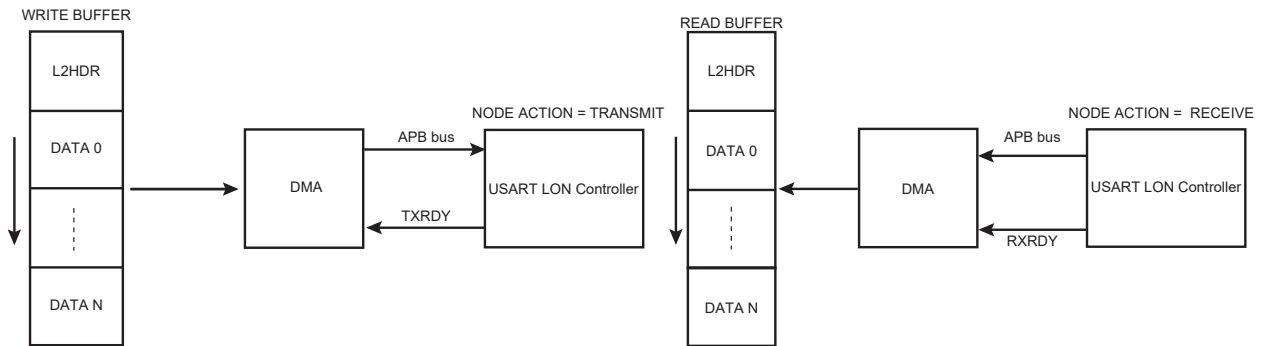 WRITE BUFFER
L2HDR
DATA 0
DATA N
DMA
APB bus
TXRDY
NODE ACTION = TRANSMIT
USART LON Controller
READ BUFFER
L2HDR
DATA 0
DATA N
DMA
APB bus
RXRDY
NODE ACTION = RECEIVE
USART LON Controller